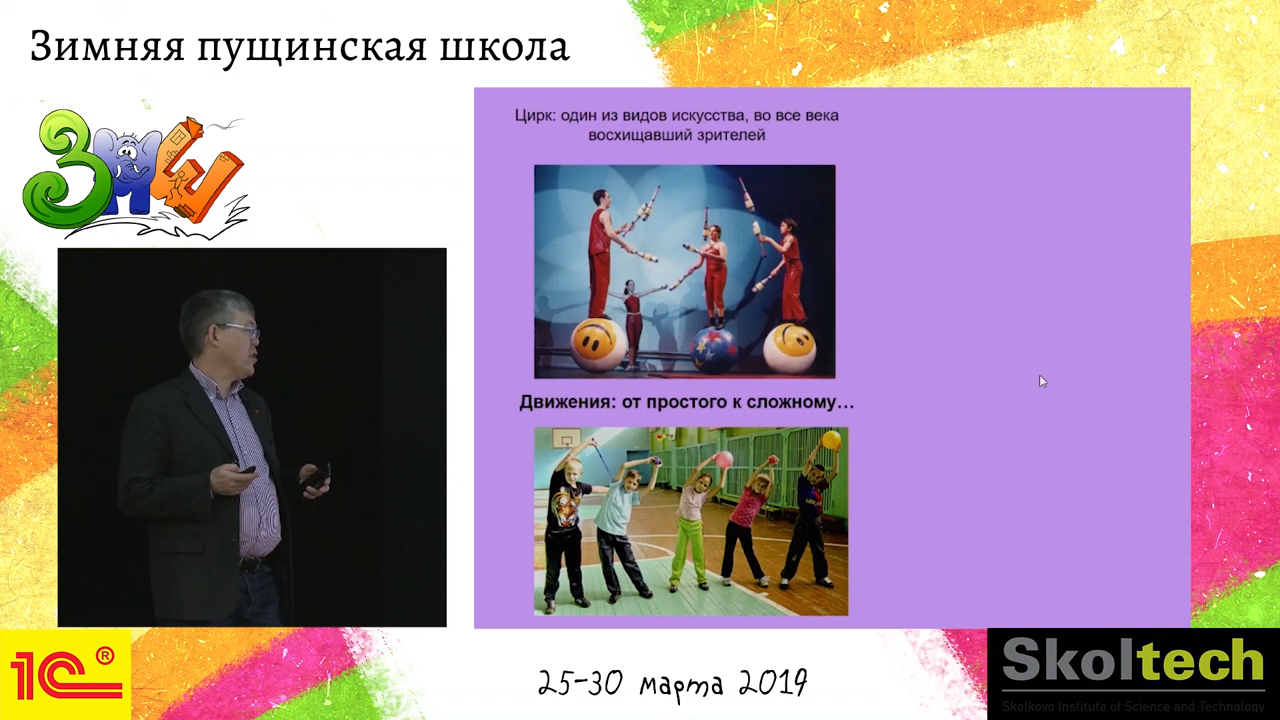 Зимняя пущинская школа
ЗПШ
Цирк: один из видов искусства, во все века
восхищавший зрителей
Движения: от простого к сложному...
1С®
25-30 марта 2019
Skoltech
Skolkovo Institute of Science and Technology